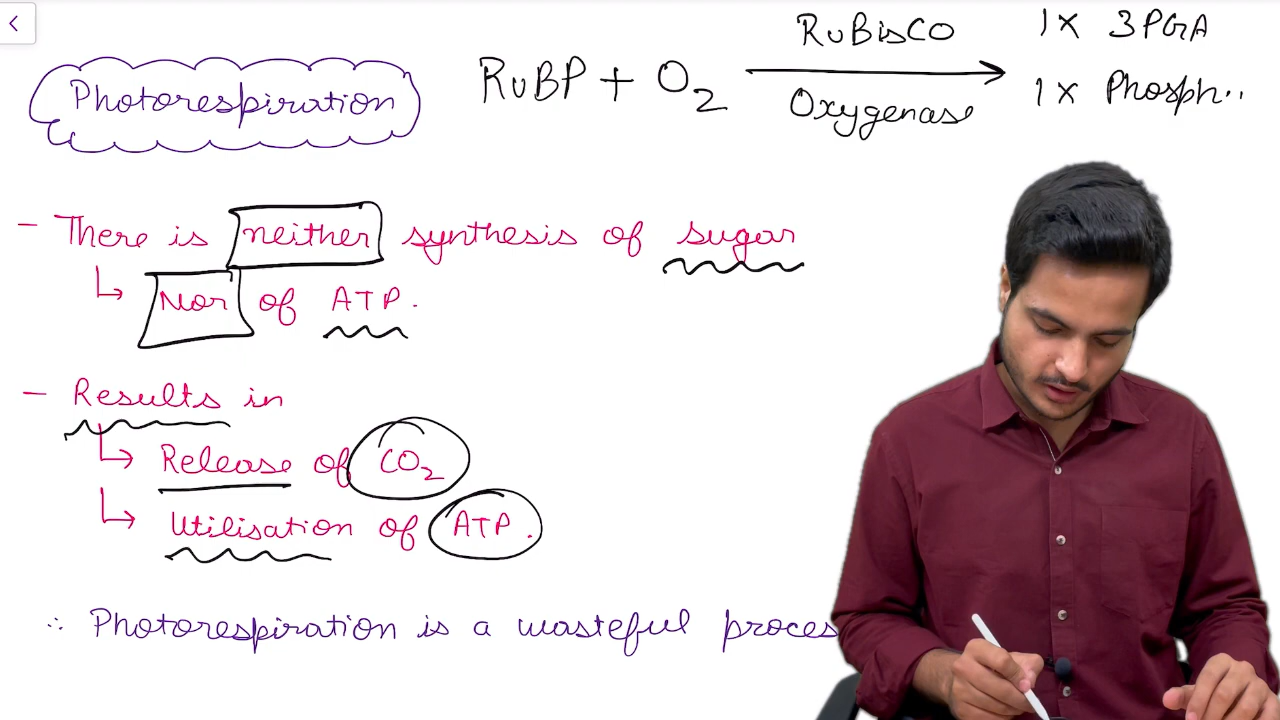 Photorespiration
RuBP + O2
RuBisCO
Oxygenase
1x 3PGA
1x Phosph..
- There is neither synthesis of sugar
↳ Nor of ATP.
- Results in
↳ Release of CO2
↳ Utilisation of ATP.
∴ Photorespiration is a wasteful proces